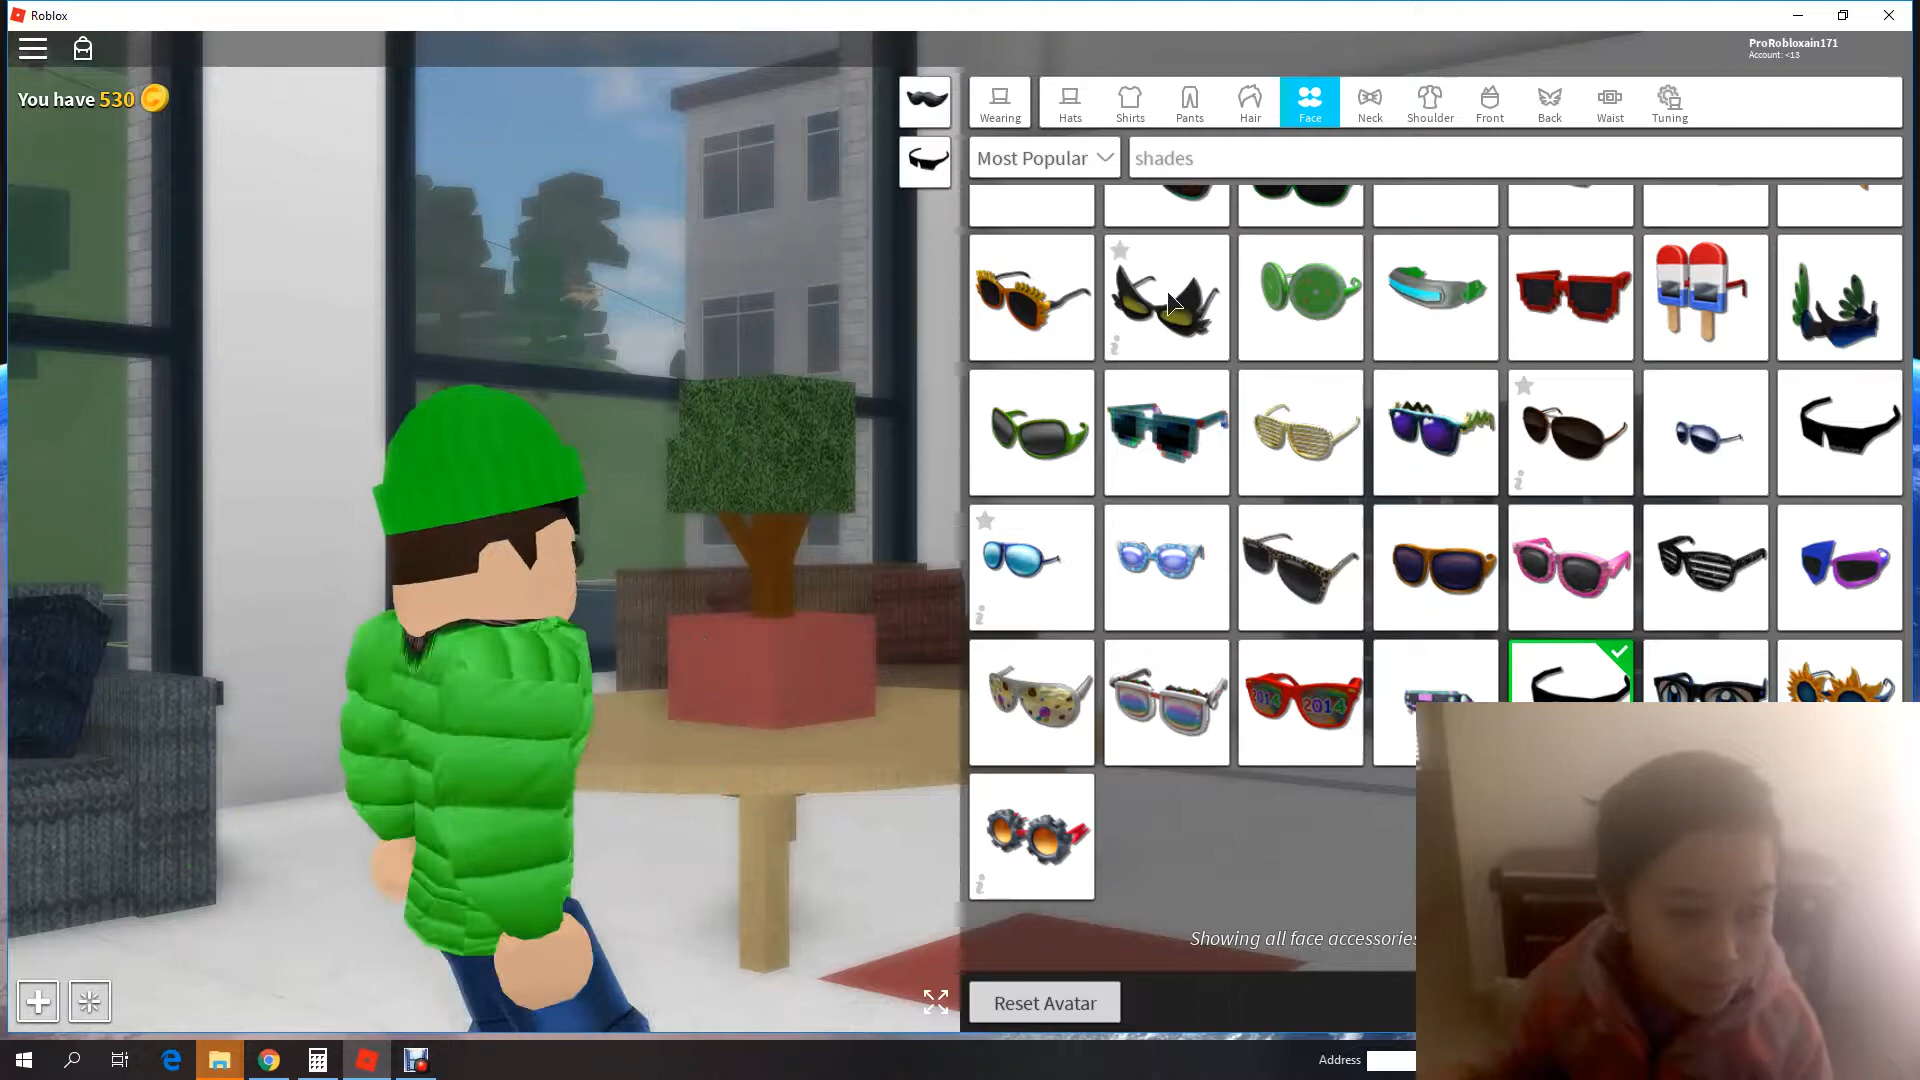 Roblox
ProRobloxain171
Account: <13
You have 530
Wearing
Hats
Shirts
Pants
Hair
Face
Neck
Shoulder
Front
Back
Waist
Tuning
Most Popular
shades
2014 2014
Showing all face accessories
Reset Avatar
Address